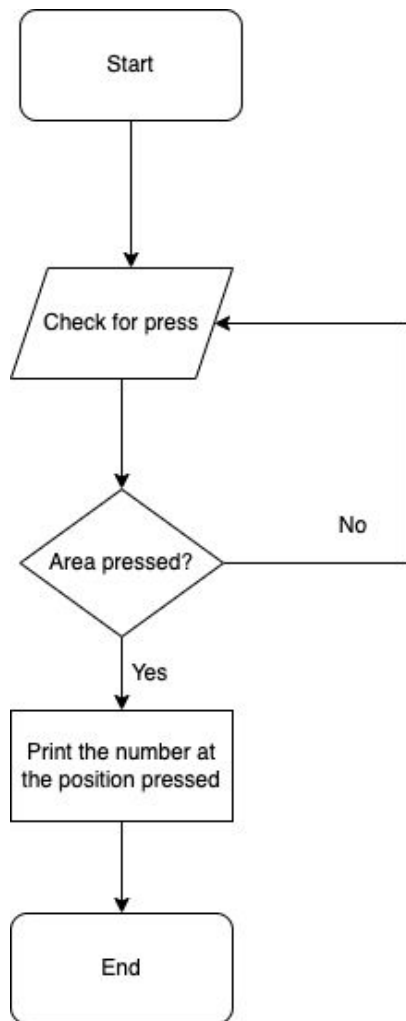 Start
Check for press
Area pressed?
No
Yes
Print the number at
the position pressed
End